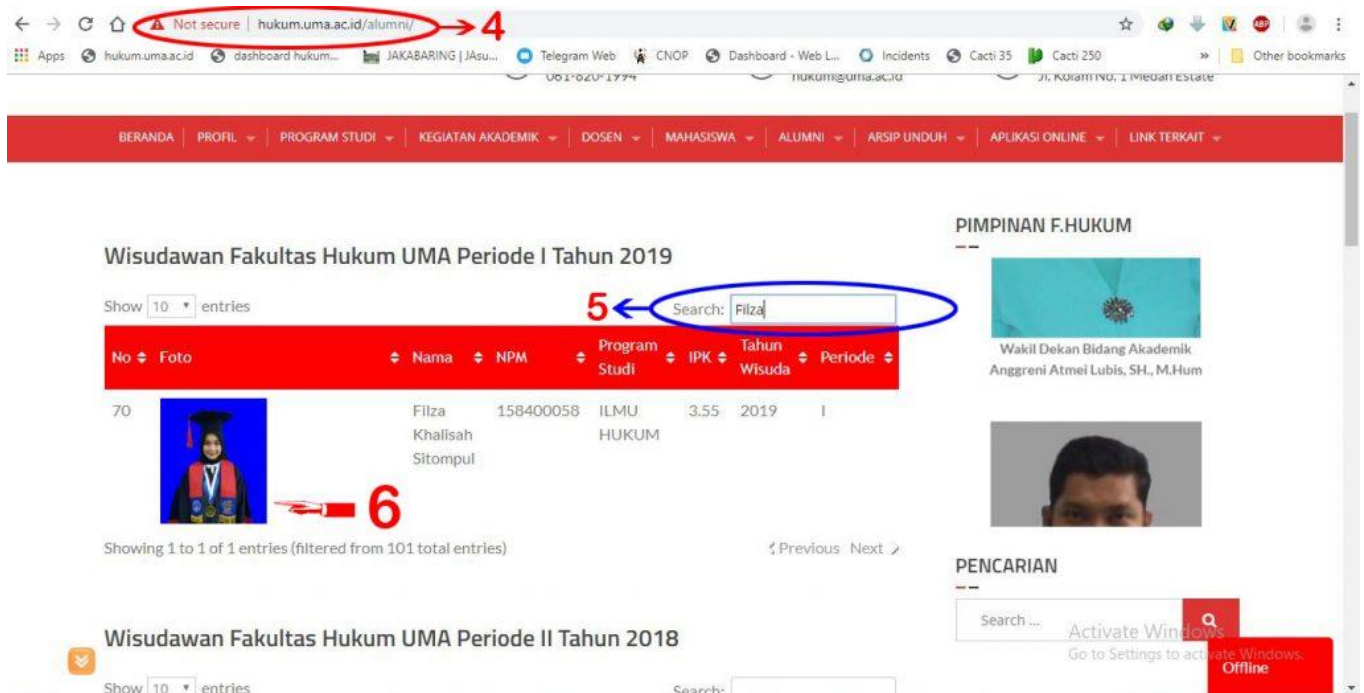 Not secure | hukum.uma.ac.id/alumni/
4
Apps hukum.uma.ac.id dashboard hukum... JAKABARING | JAsu... Telegram Web CNOP Dashboard - Web L... Incidents Cacti 35 Cacti 250 » Other bookmarks
061-820-1994 hukum@uma.ac.id Jl. Kolam No. 1 Medan Estate
BERANDA PROFIL PROGRAM STUDI KEGIATAN AKADEMIK DOSEN MAHASISWA ALUMNI ARSIP UNDUH APLIKASI ONLINE LINK TERKAIT
Wisudawan Fakultas Hukum UMA Periode I Tahun 2019
Show 10 entries
5
Search: Filza
No Foto Nama NPM Program Studi IPK Tahun Wisuda Periode
70 Filza Khalisah Sitompul 158400058 ILMU HUKUM 3.55 2019 I
6
Showing 1 to 1 of 1 entries (filtered from 101 total entries)
Previous Next
Wisudawan Fakultas Hukum UMA Periode II Tahun 2018
Show 10 entries
Search:
PIMPINAN F.HUKUM
Wakil Dekan Bidang Akademik
Anggreni Atmei Lubis, SH., M.Hum
PENCARIAN
Search ...
Activate Windows
Go to Settings to activate Windows.
Offline
ABP